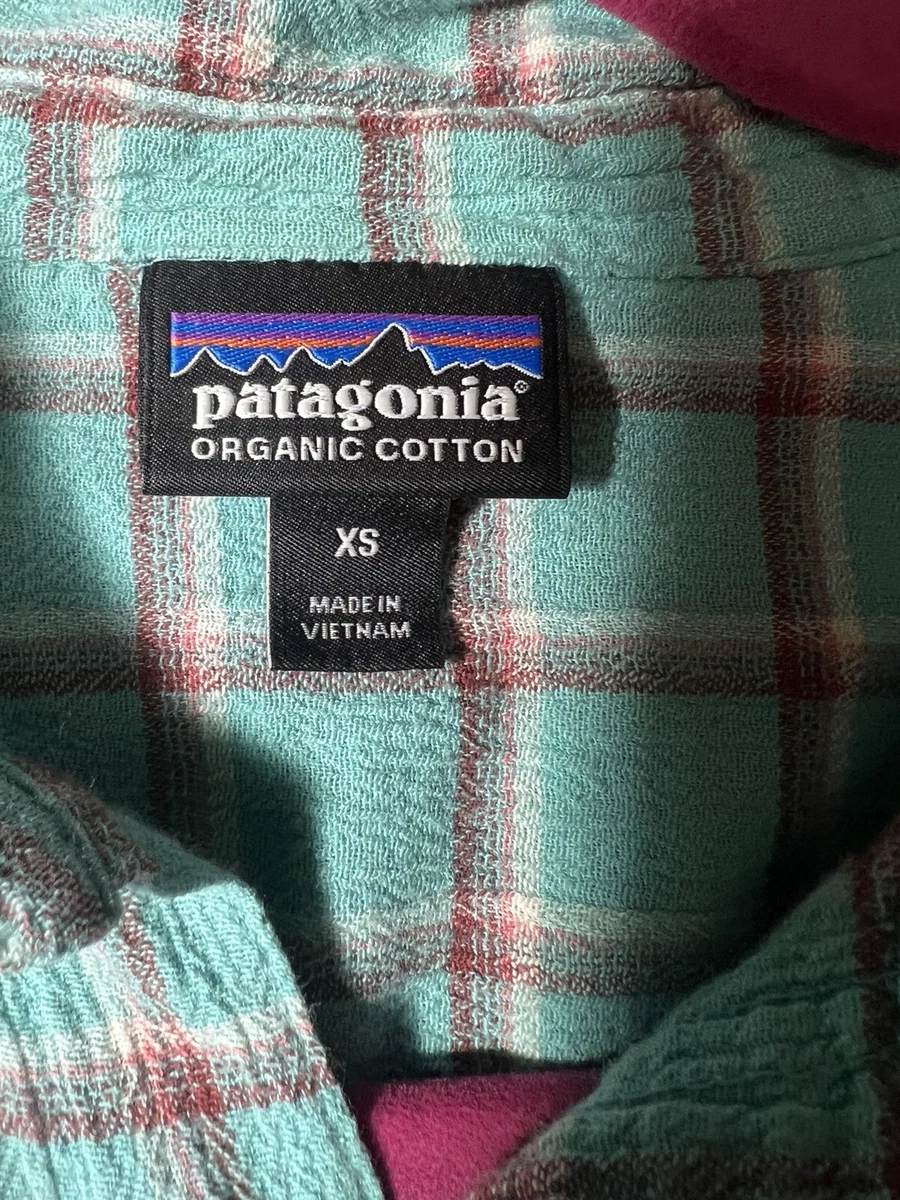 patagonia®
ORGANIC COTTON
XS
MADE IN
VIETNAM